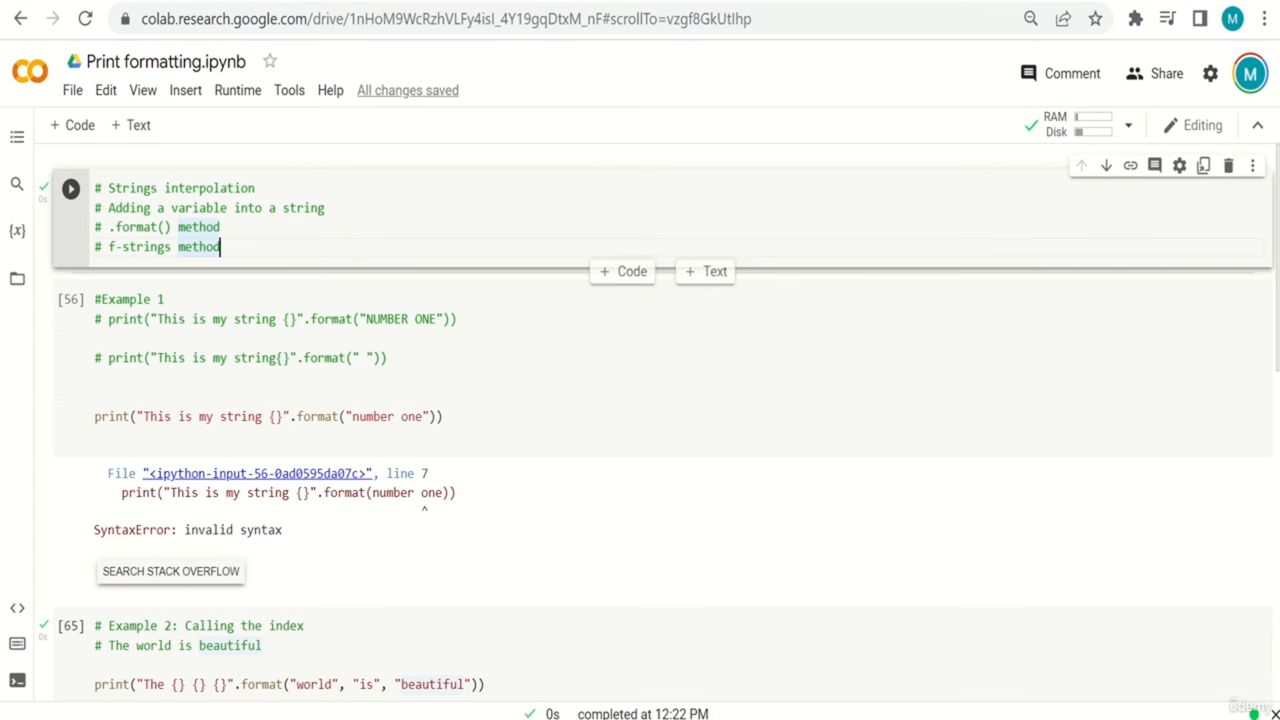 colab.research.google.com/drive/1nHoM9WcRzhVLFy4isI_4Y19gqDtxM_nF#scrollTo=vzgf8GkUtIhp
M
Print formatting.ipynb
Comment
Share
M
File Edit View Insert Runtime Tools Help All changes saved
+ Code + Text
RAM
Disk
Editing
# Strings interpolation
0s
# Adding a variable into a string
# .format() method
# f-strings method
+ Code + Text
[56] #Example 1
# print("This is my string {}".format("NUMBER ONE"))
# print("This is my string{}".format(" "))
print("This is my string {}".format("number one"))
File "<ipython-input-56-0ad0595da07c>", line 7
print("This is my string {}".format(number one))
^
SyntaxError: invalid syntax
SEARCH STACK OVERFLOW
[65] # Example 2: Calling the index
0s
# The world is beautiful
print("The {} {} {}".format("world", "is", "beautiful"))
0s completed at 12:22 PM
udemy